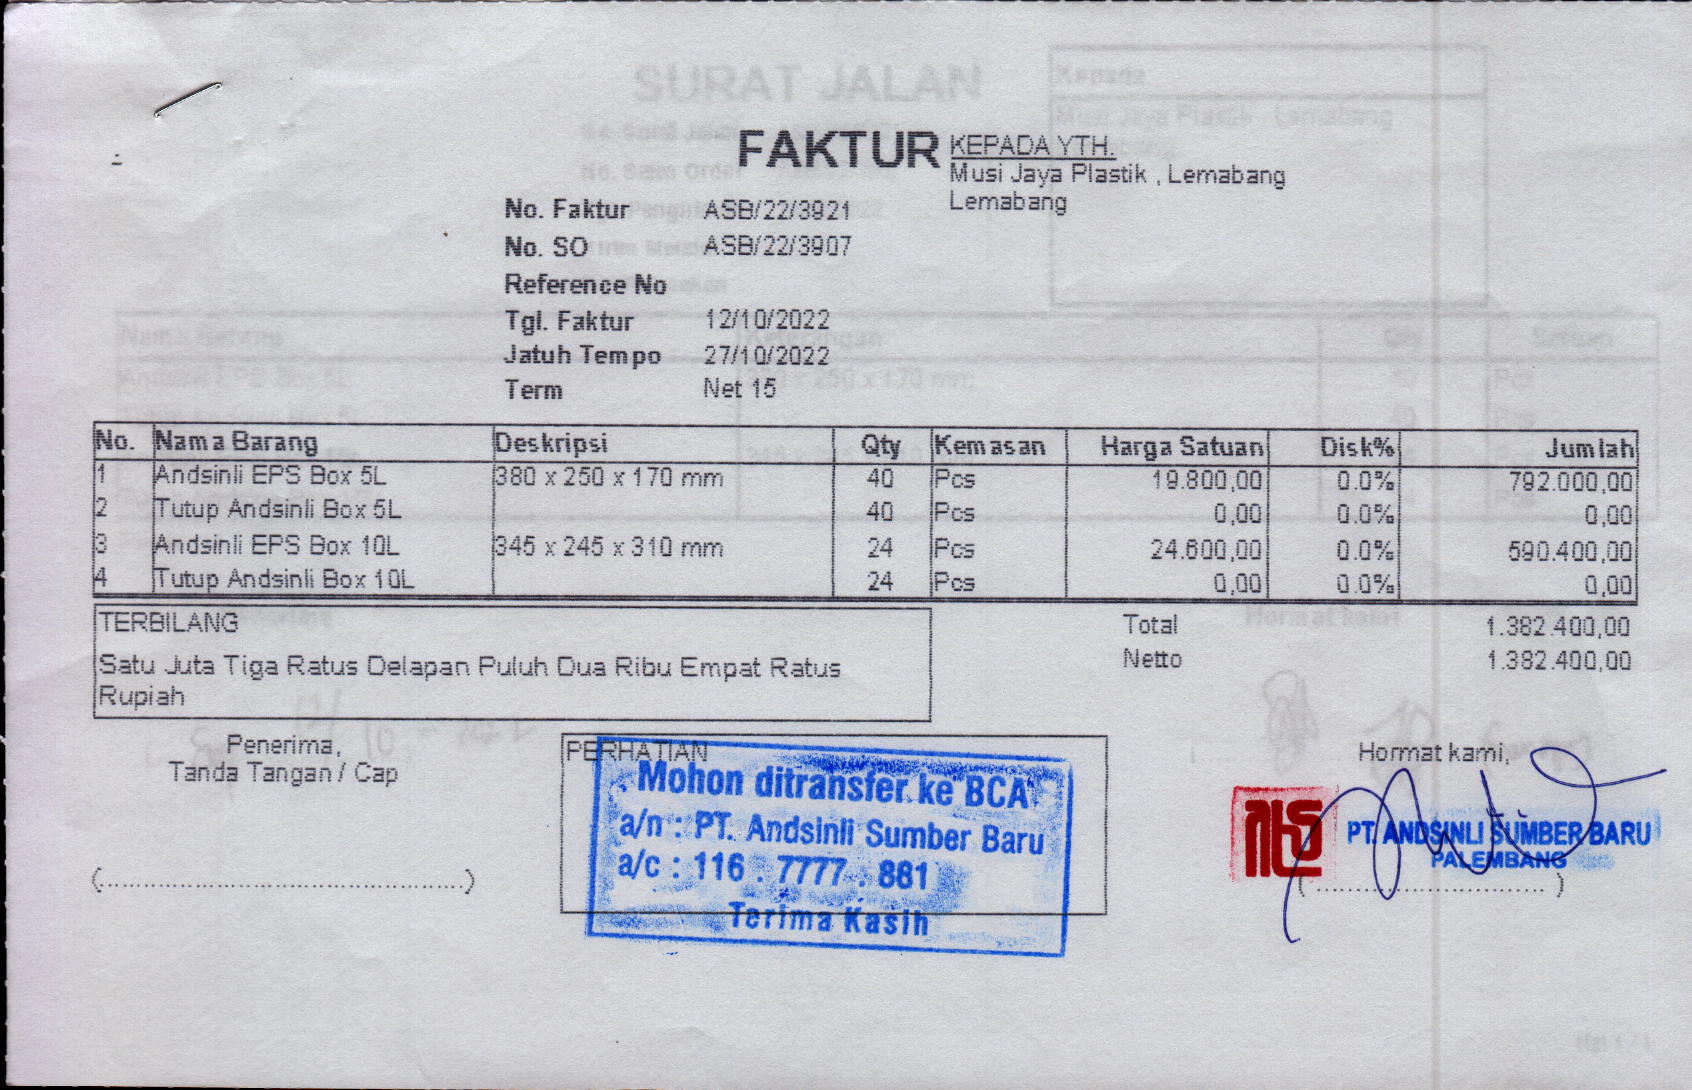 FAKTUR
KEPADA YTH.
Musi Jaya Plastik , Lemabang
Lemabang
No. Faktur ASB/22/3921
No. SO ASB/22/3907
Reference No
Tgl. Faktur 12/10/2022
Jatuh Tempo 27/10/2022
Term Net 15
No. Nama Barang Deskripsi Qty Kemasan Harga Satuan Disk% Jumlah
1 Andsinli EPS Box 5L 380 x 250 x 170 mm 40 Pcs 19.800,00 0.0% 792.000,00
2 Tutup Andsinli Box 5L 40 Pcs 0,00 0.0% 0,00
3 Andsinli EPS Box 10L 345 x 245 x 310 mm 24 Pcs 24.600,00 0.0% 590.400,00
4 Tutup Andsinli Box 10L 24 Pcs 0,00 0.0% 0,00
TERBILANG
Satu Juta Tiga Ratus Delapan Puluh Dua Ribu Empat Ratus
Rupiah
Total 1.382.400,00
Netto 1.382.400,00
Penerima,
Tanda Tangan / Cap
(..........................................)
PERHATIAN
Mohon ditransfer ke BCA
a/n : PT. Andsinli Sumber Baru
a/c : 116 . 7777 . 881
Terima Kasih
Hormat kami,
PT. ANDSINLI SUMBER BARU
PALEMBANG
(..........................)
SURAT JALAN
Kepada
Musi Jaya Plastik , Lemabang